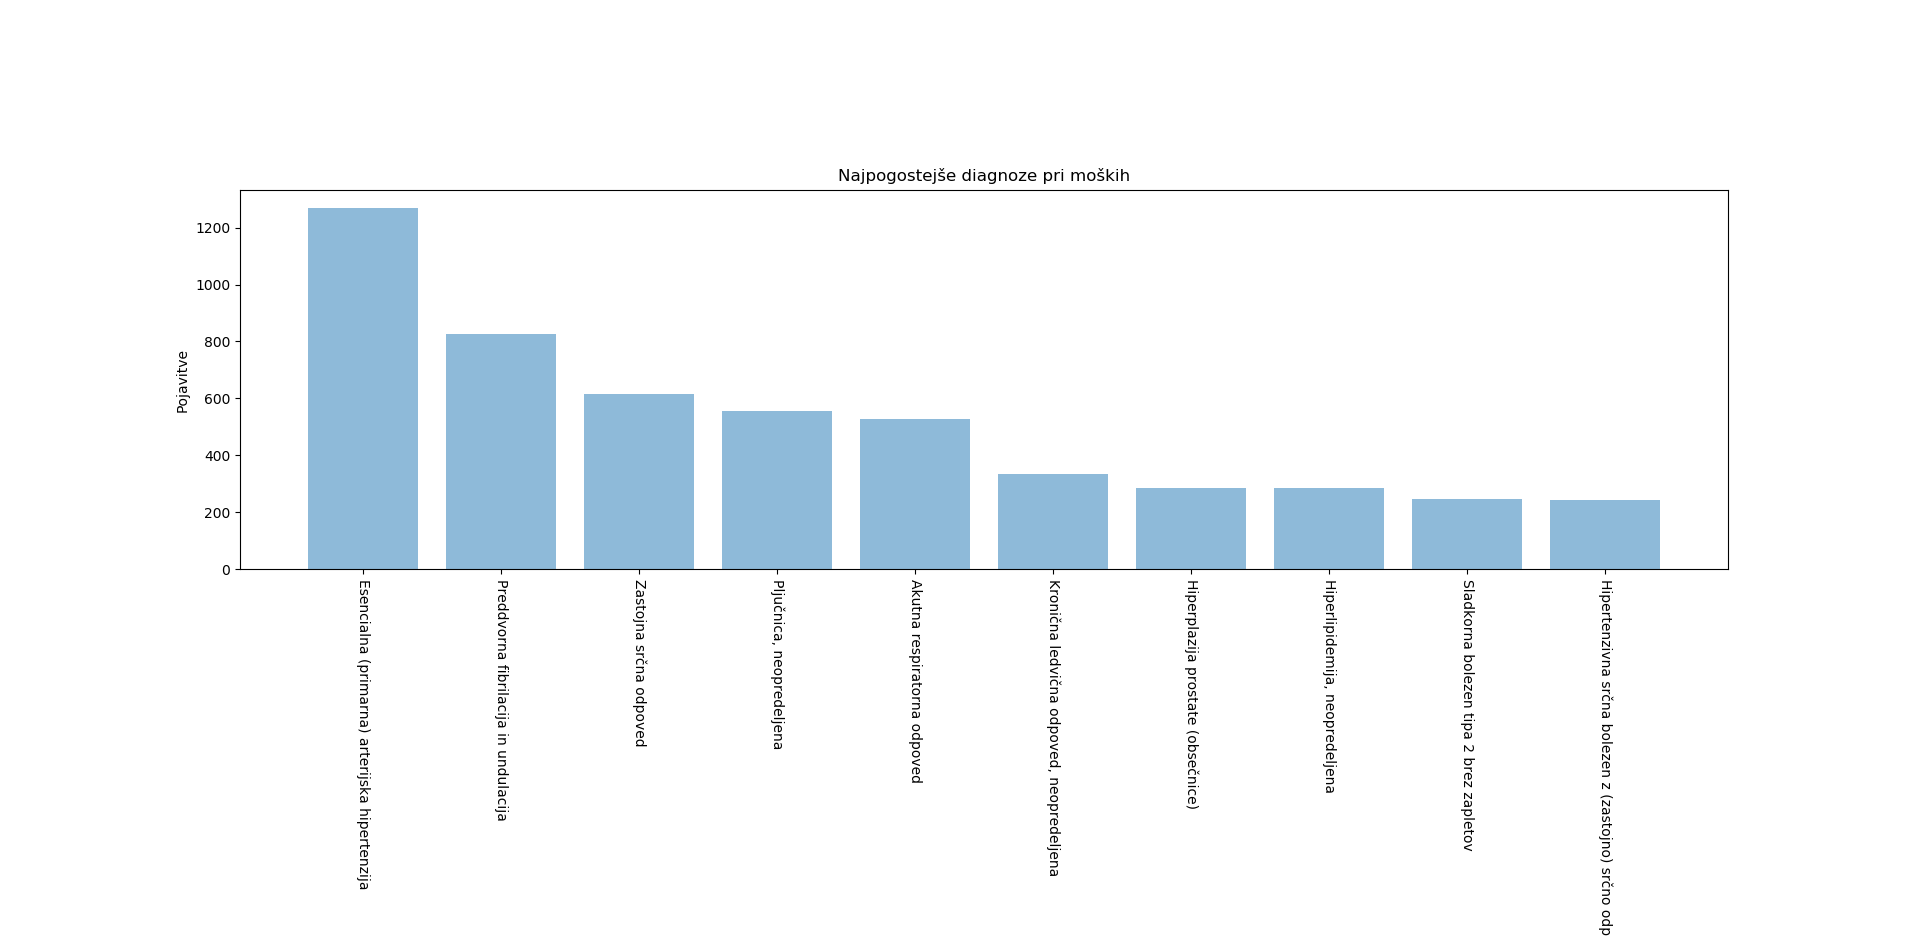 Najpogostejše diagnoze pri moških
Pojavitve
1200
1000
800
600
400
200
0
Esencialna (primarna) arterijska hipertenzija
Preddvorna fibrilacija in undulacija
Zastojna srčna odpoved
Pljučnica, neopredeljena
Akutna respiratorna odpoved
Kronična ledvična odpoved, neopredeljena
Hiperplazija prostate (obsečnice)
Hiperlipidemija, neopredeljena
Sladkorna bolezen tipa 2 brez zapletov
Hipertenzivna srčna bolezen z (zastojno) srčno odp